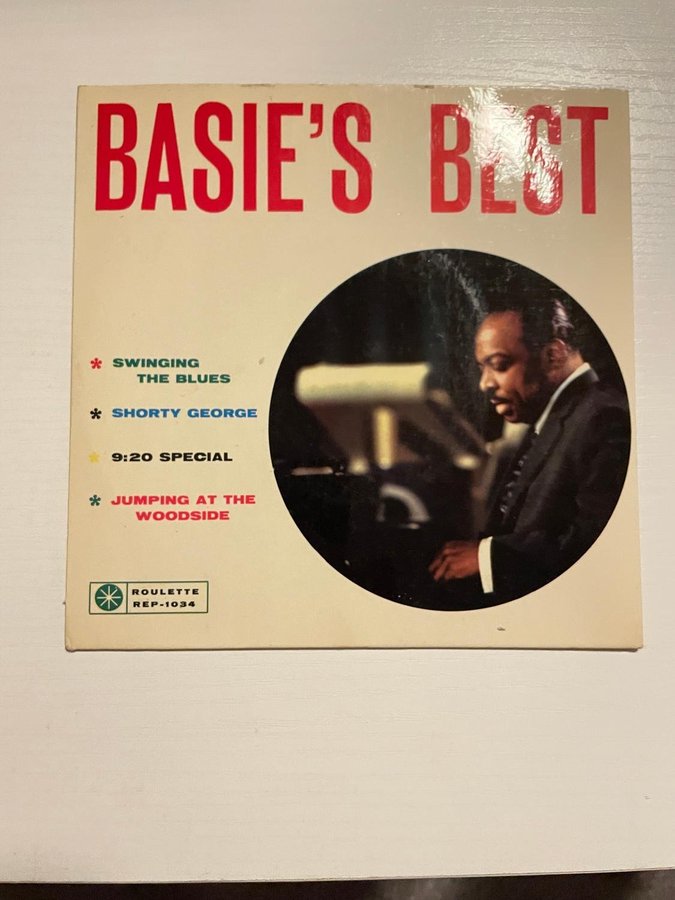 BASIE'S BEST
* SWINGING
THE BLUES
* SHORTY GEORGE
* 9:20 SPECIAL
* JUMPING AT THE
WOODSIDE
ROULETTE
REP-1034